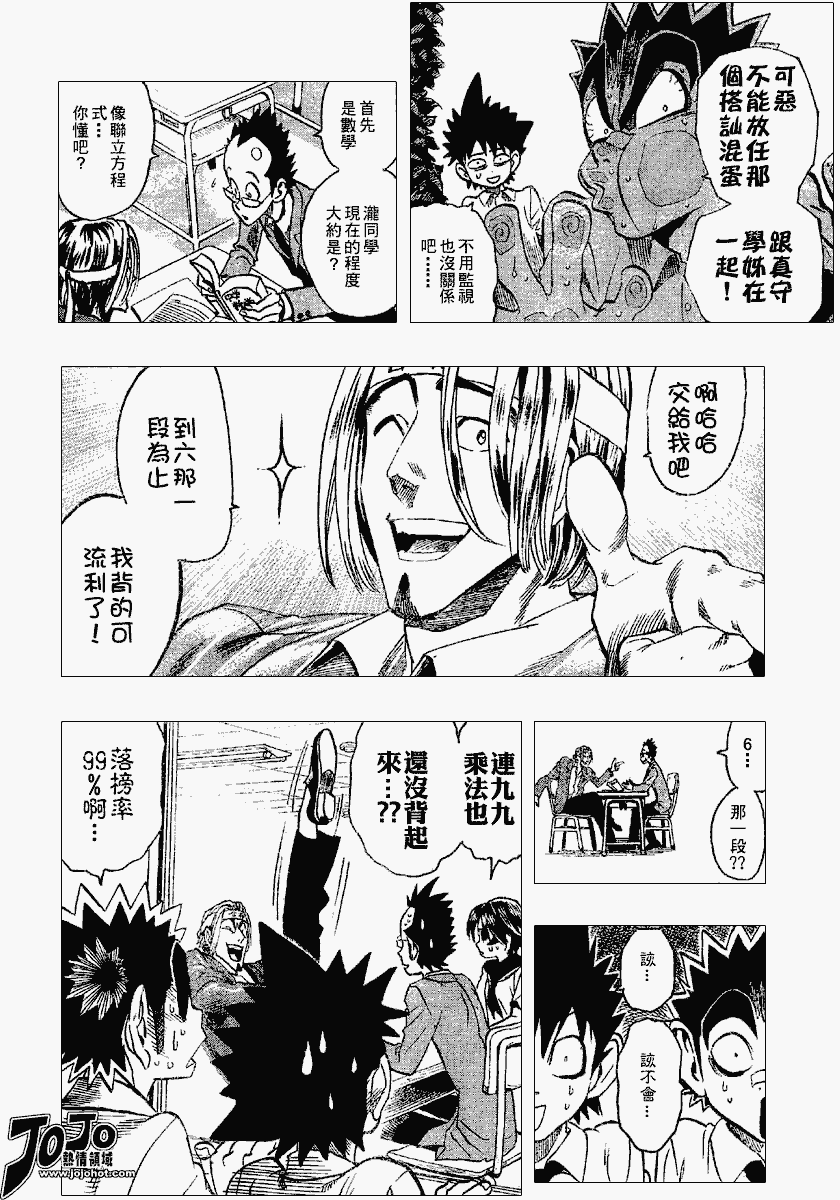 可惡
不能放任那
個搭訕混蛋
跟真守
學姊在
一起！
不用監視
也沒關係
吧……
首先
是數學
瀧同學
現在的程度
大約是？
像聯立方程
式…
你懂吧？
啊哈哈
交給我吧
到六那一
段為止
我背的可
流利了！
6…
那一段??
該…
該不會…
連九九
乘法也
還沒背起
來…??
落榜率
99%啊…
JOJO
熱情領域
www.jojohot.com